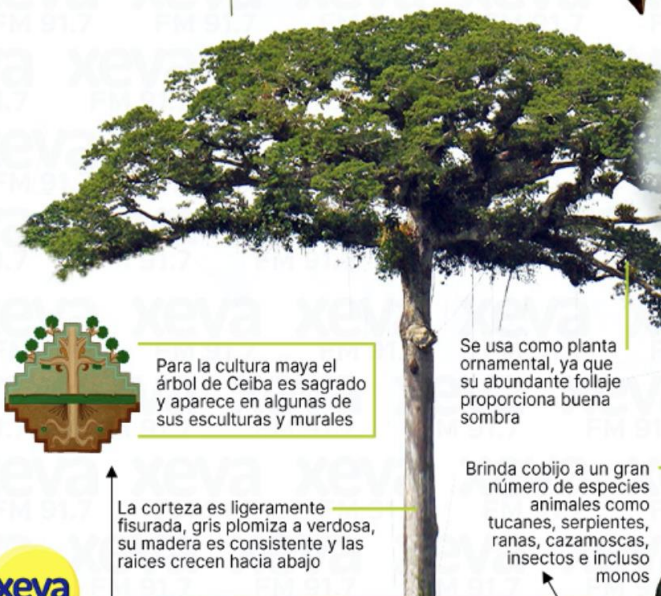 Para la cultura maya el
árbol de Ceiba es sagrado
y aparece en algunas de
sus esculturas y murales
Se usa como planta
ornamental, ya que
su abundante follaje
proporciona buena
sombra
La corteza es ligeramente
fisurada, gris plomiza a verdosa,
su madera es consistente y las
raices crecen hacia abajo
Brinda cobijo a un gran
número de especies
animales como
tucanes, serpientes,
ranas, cazamoscas,
insectos e incluso
monos
xeva